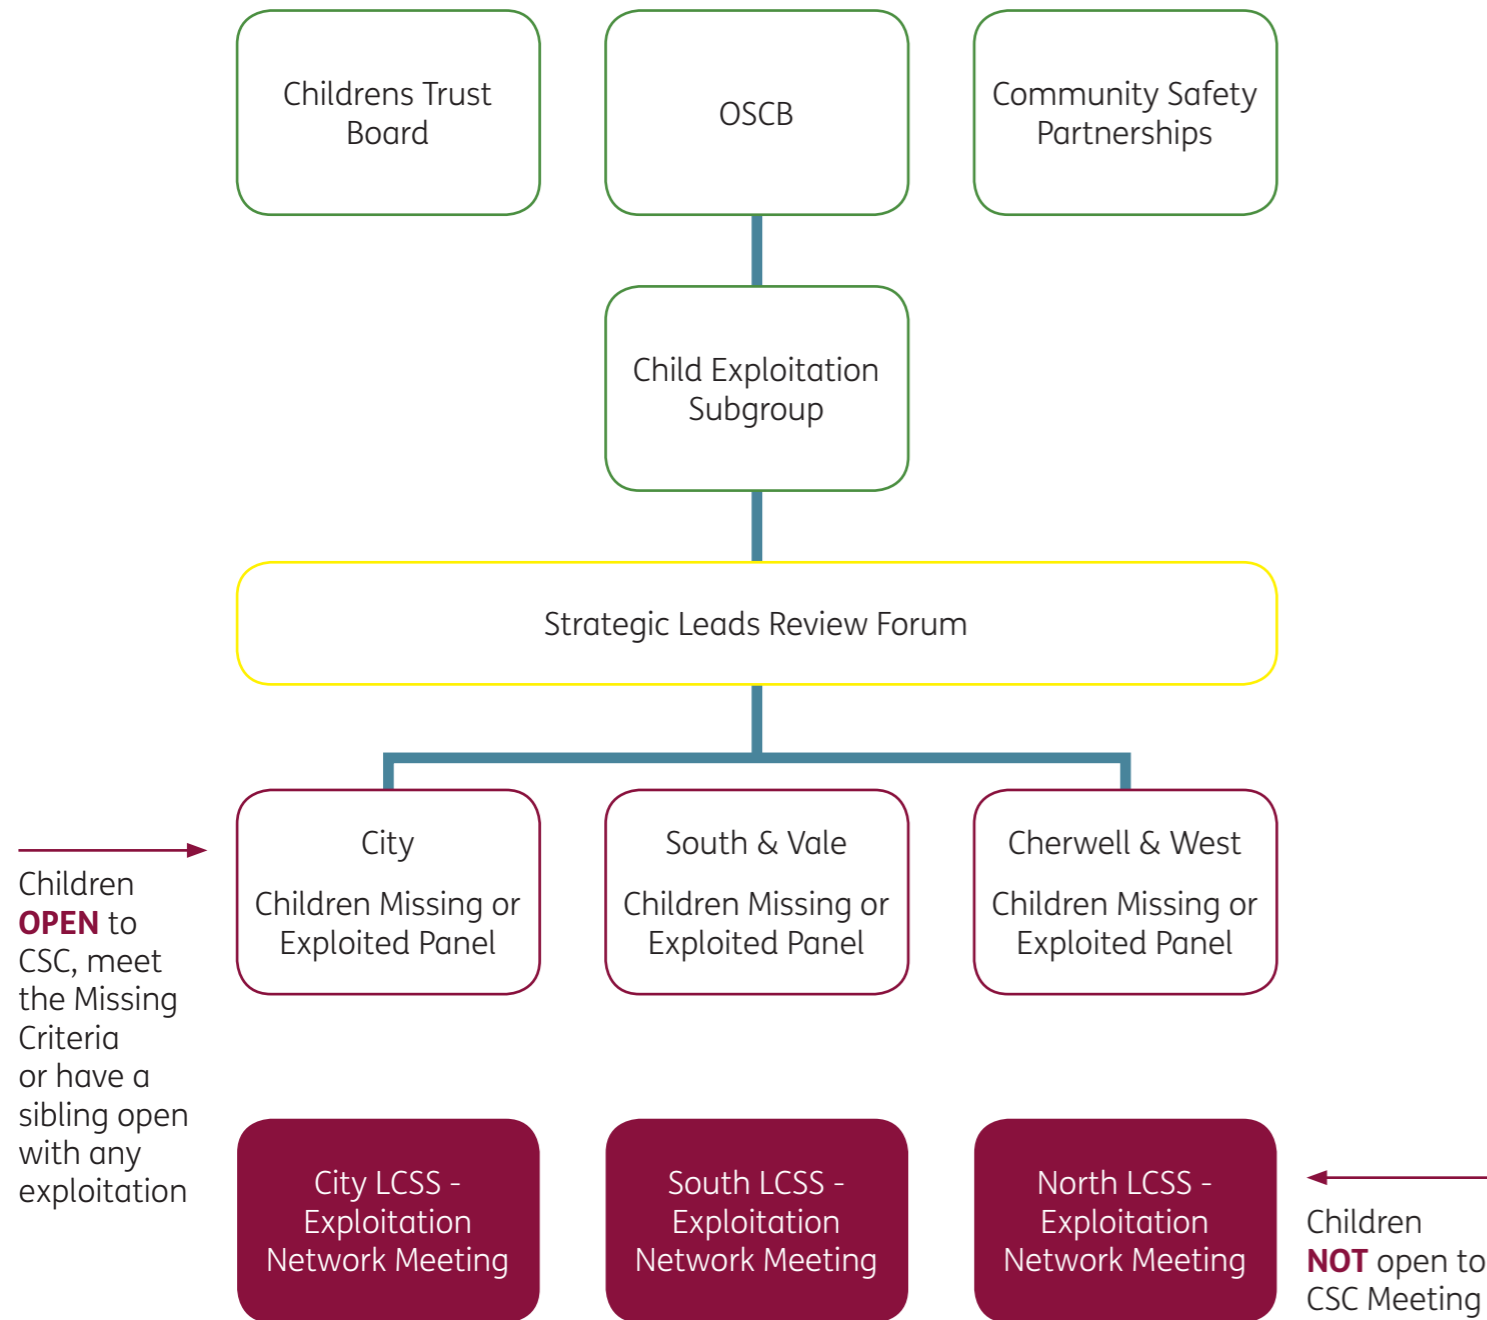 Childrens Trust
Board
OSCB
Community Safety
Partnerships
Child Exploitation
Subgroup
Strategic Leads Review Forum
City
Children Missing or
Exploited Panel
South & Vale
Children Missing or
Exploited Panel
Cherwell & West
Children Missing or
Exploited Panel
Children
OPEN to
CSC, meet
the Missing
Criteria
or have a
sibling open
with any
exploitation
City LCSS -
Exploitation
Network Meeting
South LCSS -
Exploitation
Network Meeting
North LCSS -
Exploitation
Network Meeting
Children
NOT open to
CSC Meeting